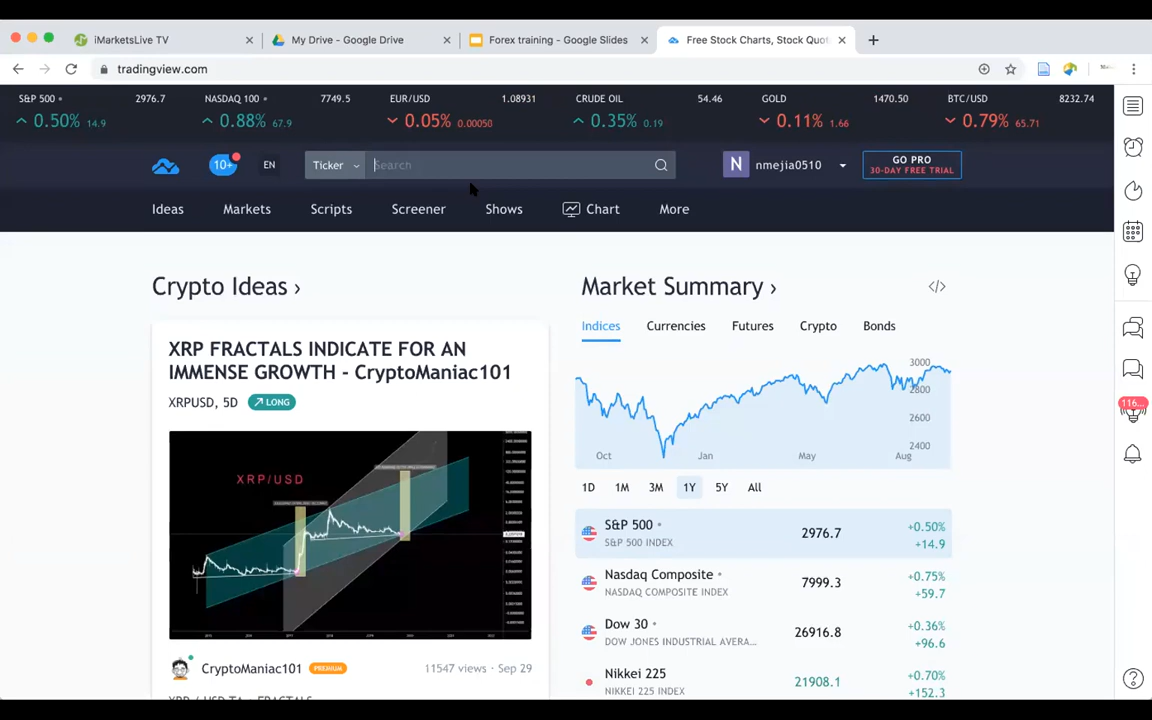 iMarketsLive TV
My Drive - Google Drive
Forex training - Google Slides
Free Stock Charts, Stock Quot
tradingview.com
S&P 500 2976.7
0.50% 14.9
NASDAQ 100 7749.5
0.88% 67.9
EUR/USD 1.08931
0.05% 0.00050
CRUDE OIL 54.46
0.35% 0.19
GOLD 1470.50
0.11% 1.66
BTC/USD 8232.74
0.79% 65.71
10+
EN
Ticker
Search
N
nmejia0510
GO PRO
30-DAY FREE TRIAL
Ideas
Markets
Scripts
Screener
Shows
Chart
More
Crypto Ideas ›
XRP FRACTALS INDICATE FOR AN
IMMENSE GROWTH - CryptoManiac101
XRPUSD, 5D
LONG
XRP/USD
CryptoManiac101
PREMIUM
11547 views · Sep 29
Market Summary ›
</>
Indices
Currencies
Futures
Crypto
Bonds
3000
2800
2600
2400
Oct
Jan
May
Aug
1D
1M
3M
1Y
5Y
All
S&P 500 2976.7 +0.50%
S&P 500 INDEX +14.9
Nasdaq Composite 7999.3 +0.75%
NASDAQ COMPOSITE INDEX +59.7
Dow 30 26916.8 +0.36%
DOW JONES INDUSTRIAL AVERA... +96.6
Nikkei 225 21908.1 +0.70%
NIKKEI 225 INDEX +152.3
116...